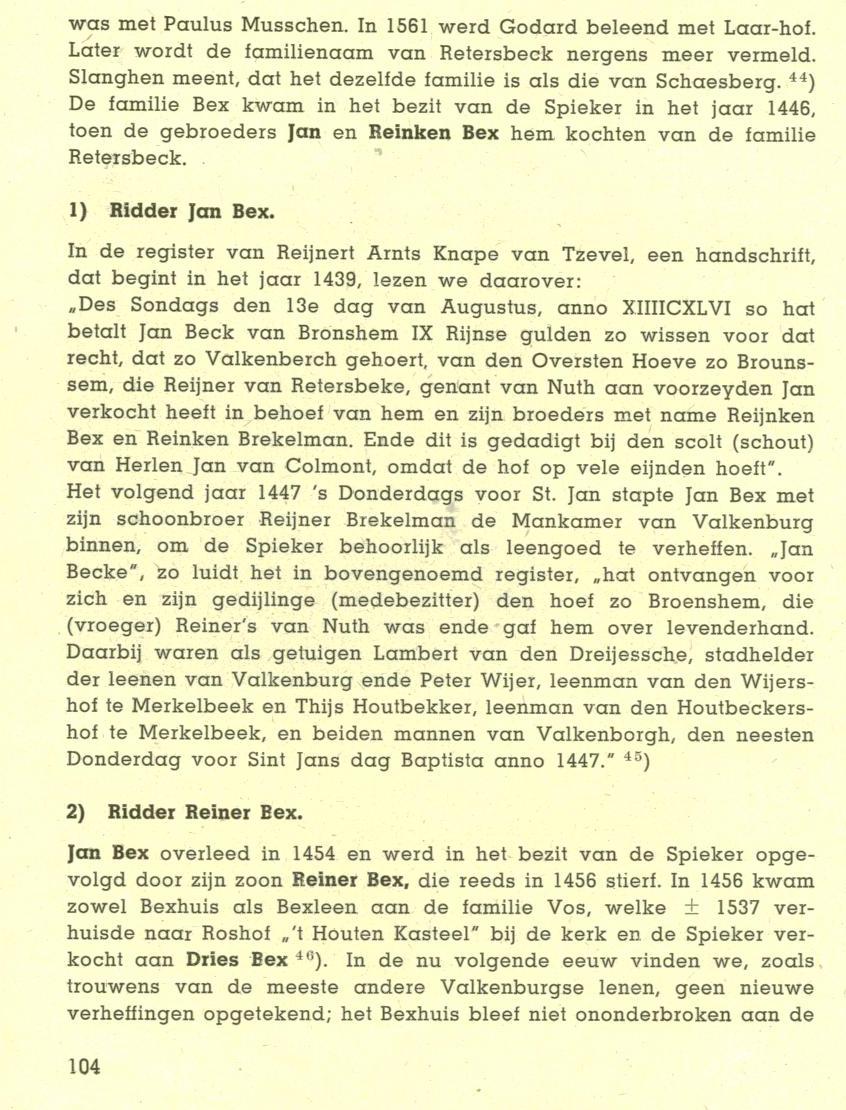 was met Paulus Musschen. In 1561 werd Godard beleend met Laar-hof.
Later wordt de familienaam van Retersbeck nergens meer vermeld.
Slanghen meent, dat het dezelfde familie is als die van Schaesberg. ⁴⁴)
De familie Bex kwam in het bezit van de Spieker in het jaar 1446,
toen de gebroeders Jan en Reinken Bex hem kochten van de familie
Retersbeck.
1) Ridder Jan Bex.
In de register van Reijnert Arnts Knape van Tzevel, een handschrift,
dat begint in het jaar 1439, lezen we daarover:
„Des Sondags den 13e dag van Augustus, anno XIIIICXLVI so hat
betalt Jan Beck van Bronshem IX Rijnse gulden zo wissen voor dat
recht, dat zo Valkenberch gehoert, van den Oversten Hoeve zo Brouns-
sem, die Reijner van Retersbeke, genant van Nuth aan voorzeyden Jan
verkocht heeft in behoef van hem en zijn broeders met name Reijnken
Bex en Reinken Brekelman. Ende dit is gedadigt bij den scolt (schout)
van Herlen Jan van Colmont, omdat de hof op vele eijnden hoeft".
Het volgend jaar 1447 's Donderdags voor St. Jan stapte Jan Bex met
zijn schoonbroer Reijner Brekelman de Mankamer van Valkenburg
binnen, om de Spieker behoorlijk als leengoed te verheffen. „Jan
Becke", zo luidt het in bovengenoemd register, „hat ontvangen voor
zich en zijn gedijlinge (medebezitter) den hoef zo Broenshem, die
(vroeger) Reiner's van Nuth was ende gaf hem over levenderhand.
Daarbij waren als getuigen Lambert van den Dreijessche, stadhelder
der leenen van Valkenburg ende Peter Wijer, leenman van den Wijers-
hof te Merkelbeek en Thijs Houtbekker, leenman van den Houtbeckers-
hof te Merkelbeek, en beiden mannen van Valkenborgh, den neesten
Donderdag voor Sint Jans dag Baptista anno 1447." ⁴⁵)
2) Ridder Reiner Bex.
Jan Bex overleed in 1454 en werd in het bezit van de Spieker opge-
volgd door zijn zoon Reiner Bex, die reeds in 1456 stierf. In 1456 kwam
zowel Bexhuis als Bexleen aan de familie Vos, welke ± 1537 ver-
huisde naar Roshof „'t Houten Kasteel" bij de kerk en de Spieker ver-
kocht aan Dries Bex ⁴⁶). In de nu volgende eeuw vinden we, zoals
trouwens van de meeste andere Valkenburgse lenen, geen nieuwe
verheffingen opgetekend; het Bexhuis bleef niet ononderbroken aan de
104